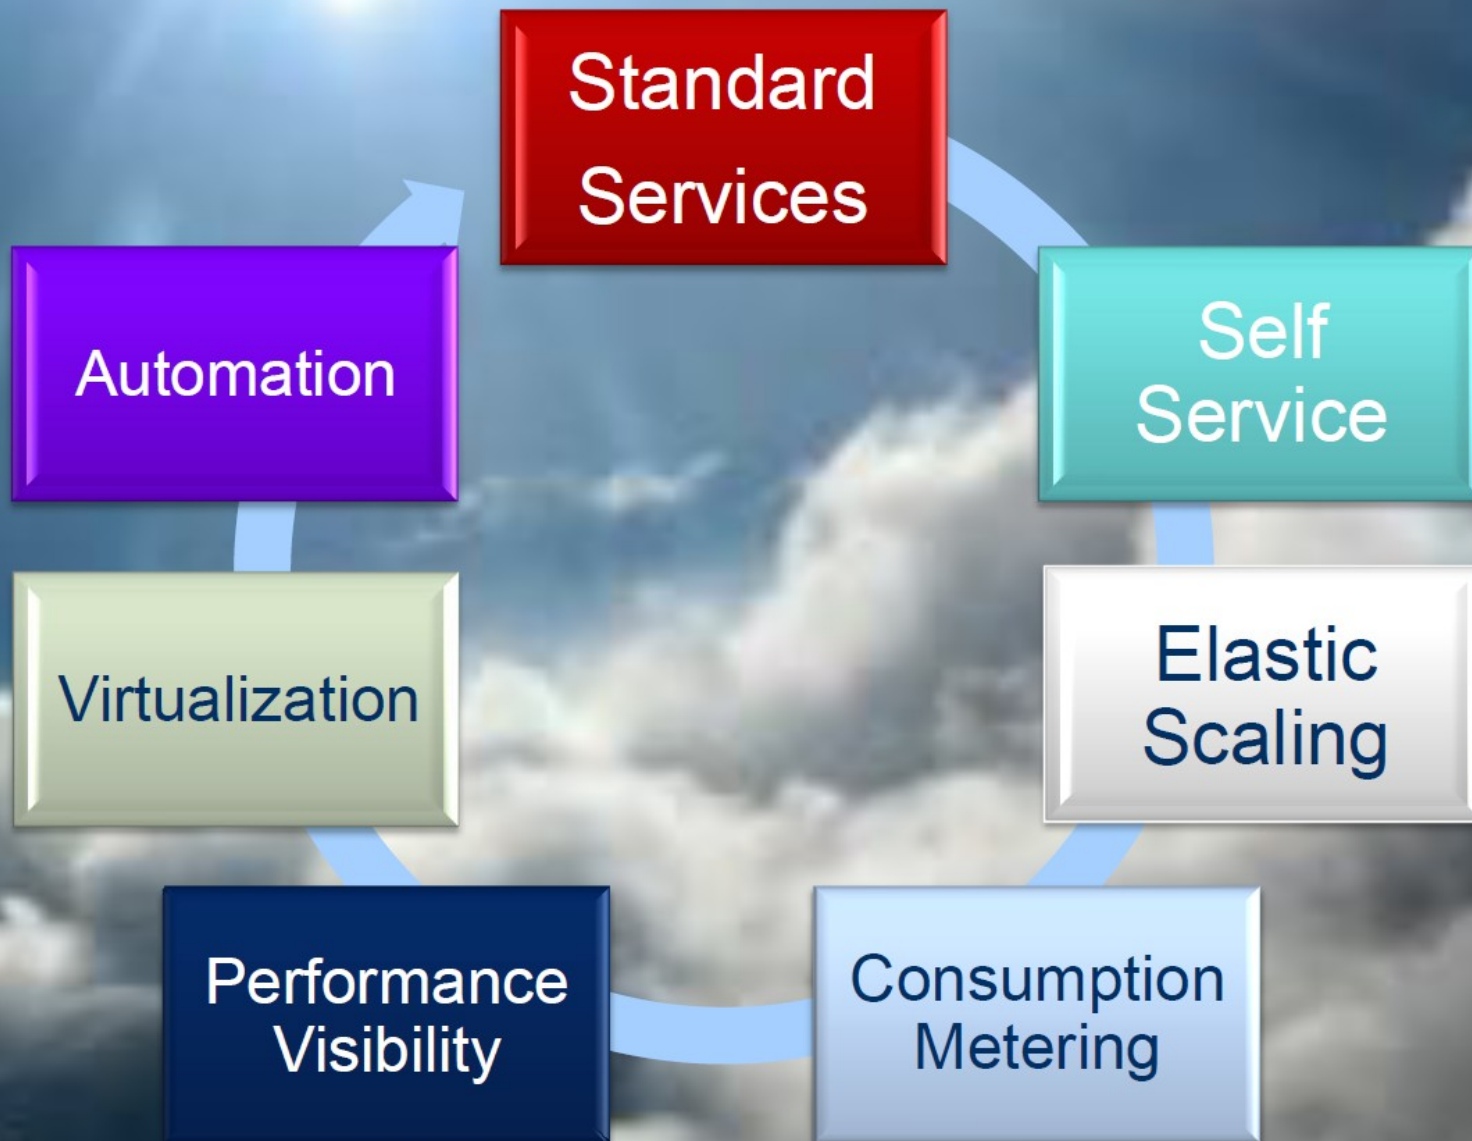 Standard
Services
Self
Service
Elastic
Scaling
Consumption
Metering
Performance
Visibility
Virtualization
Automation